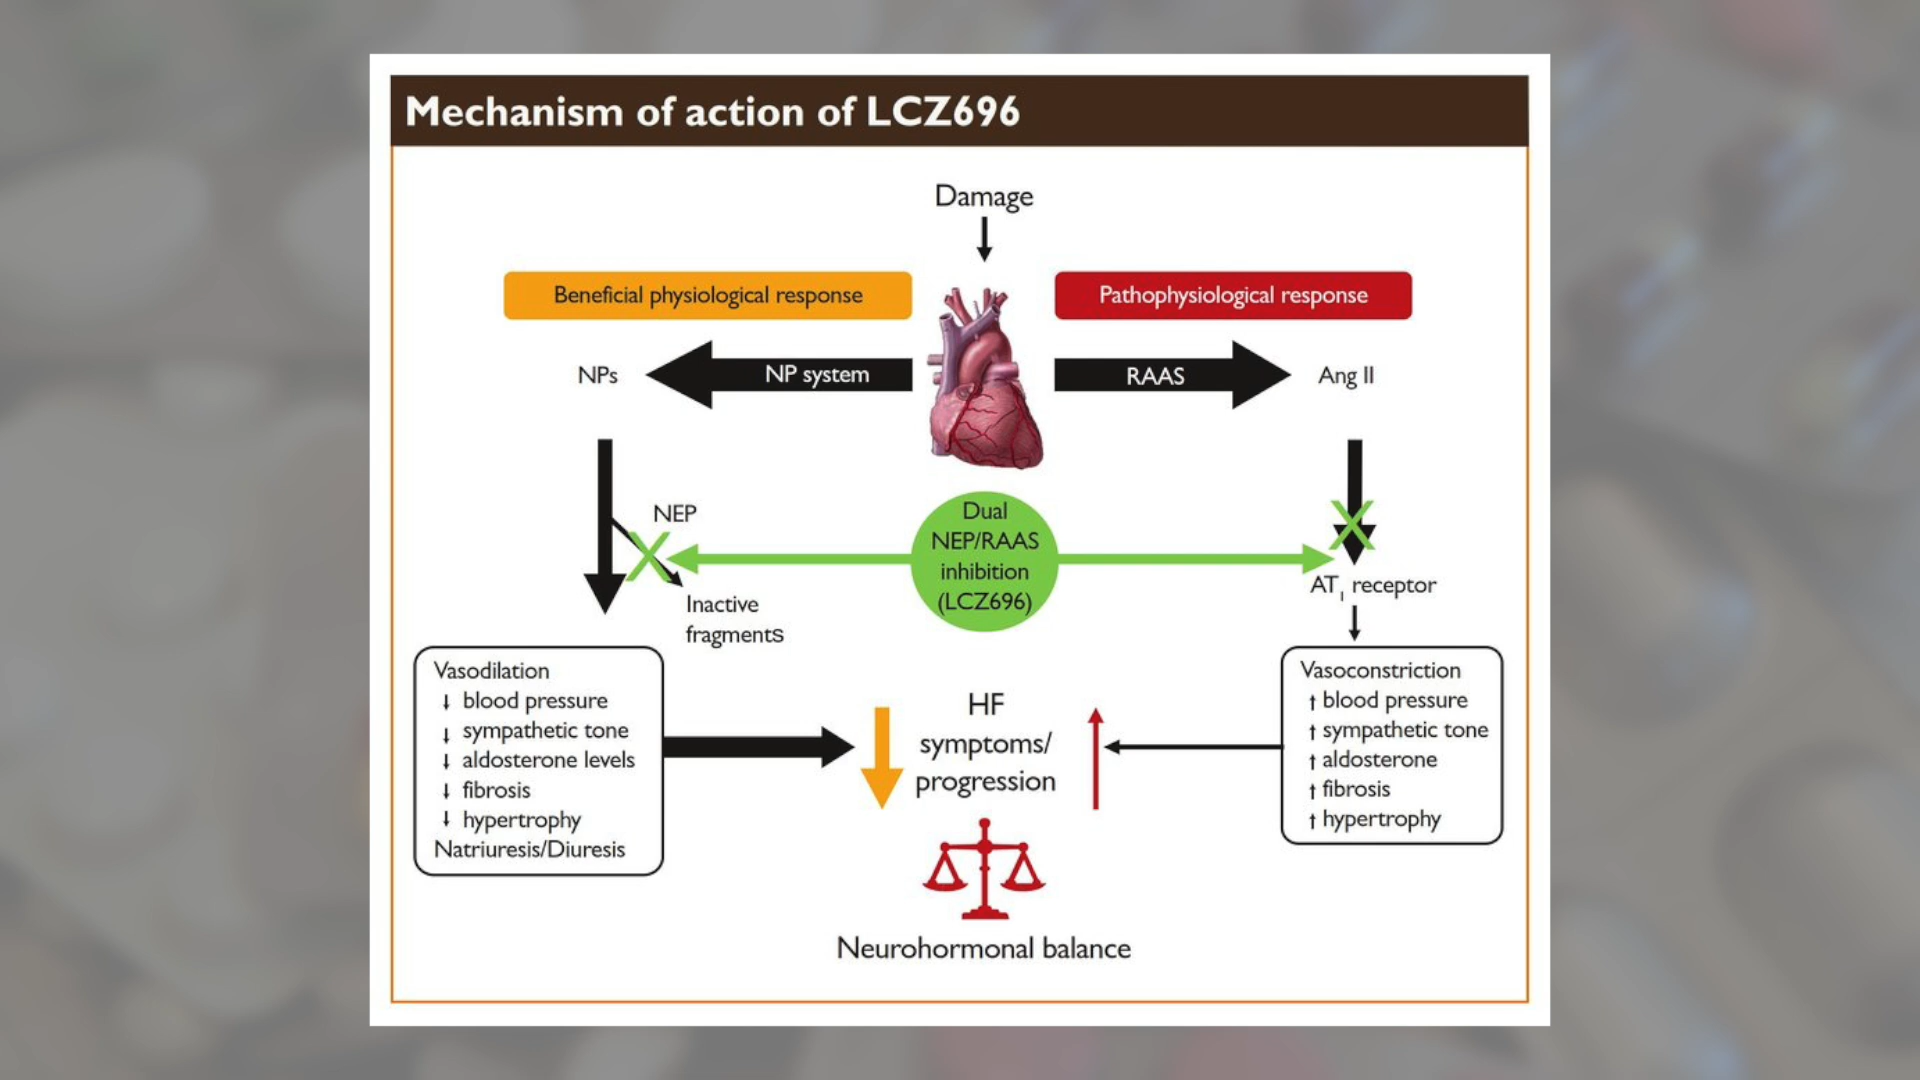 Mechanism of action of LCZ696
Damage
Beneficial physiological response
Pathophysiological response
NPs
NP system
RAAS
Ang II
NEP
Inactive
fragments
Dual
NEP/RAAS
inhibition
(LCZ696)
AT₁ receptor
Vasodilation
↓ blood pressure
↓ sympathetic tone
↓ aldosterone levels
↓ fibrosis
↓ hypertrophy
Natriuresis/Diuresis
HF
symptoms/
progression
Vasoconstriction
↑ blood pressure
↑ sympathetic tone
↑ aldosterone
↑ fibrosis
↑ hypertrophy
Neurohormonal balance